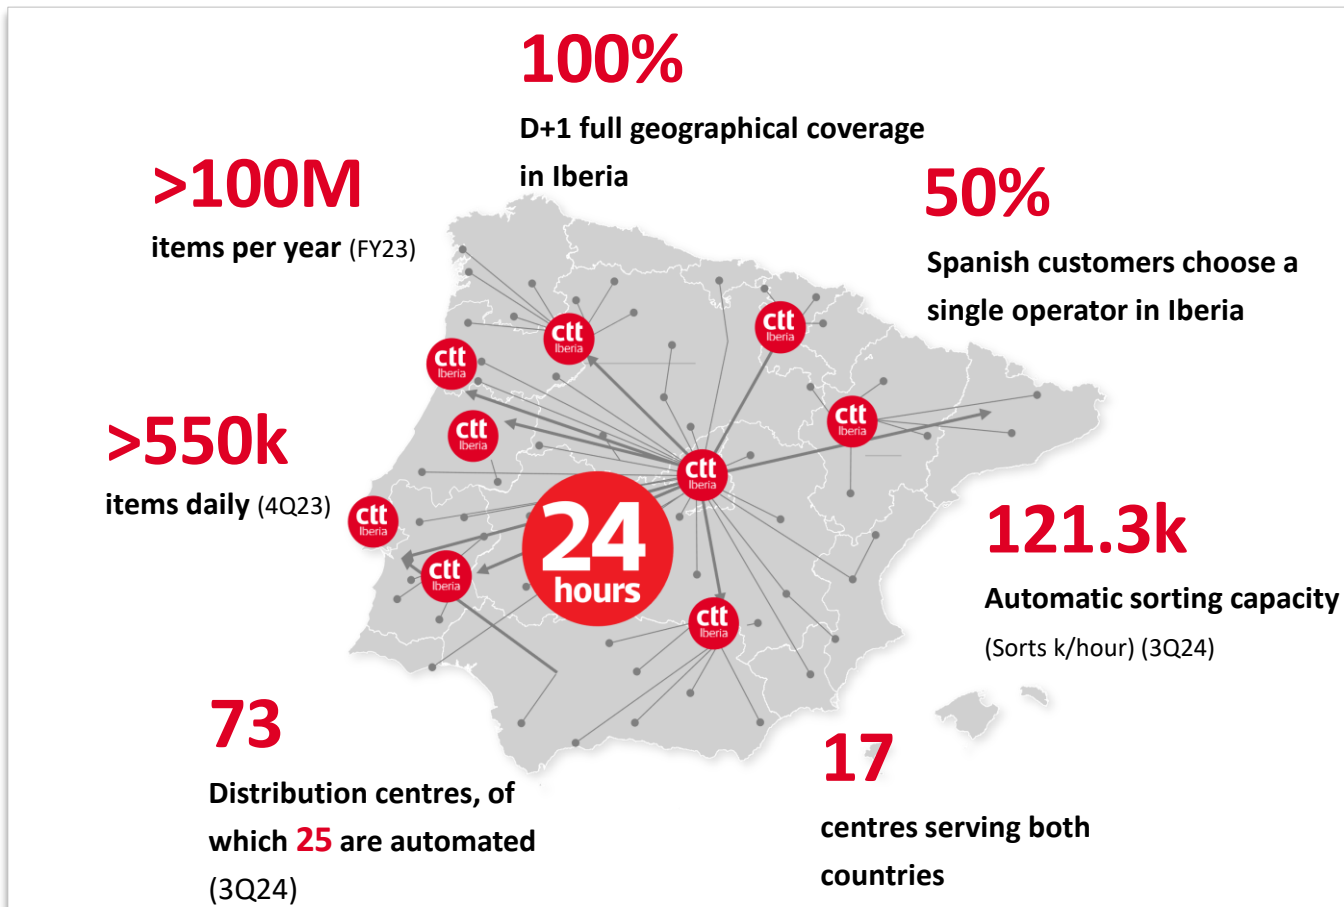 100%
D+1 full geographical coverage
in Iberia
>100M
items per year (FY23)
50%
Spanish customers choose a
single operator in Iberia
ctt
Iberia
ctt
Iberia
ctt
Iberia
ctt
Iberia
ctt
Iberia
ctt
Iberia
ctt
Iberia
ctt
Iberia
ctt
Iberia
24
hours
>550k
items daily (4Q23)
121.3k
Automatic sorting capacity
(Sorts k/hour) (3Q24)
73
Distribution centres, of
which 25 are automated
(3Q24)
17
centres serving both
countries